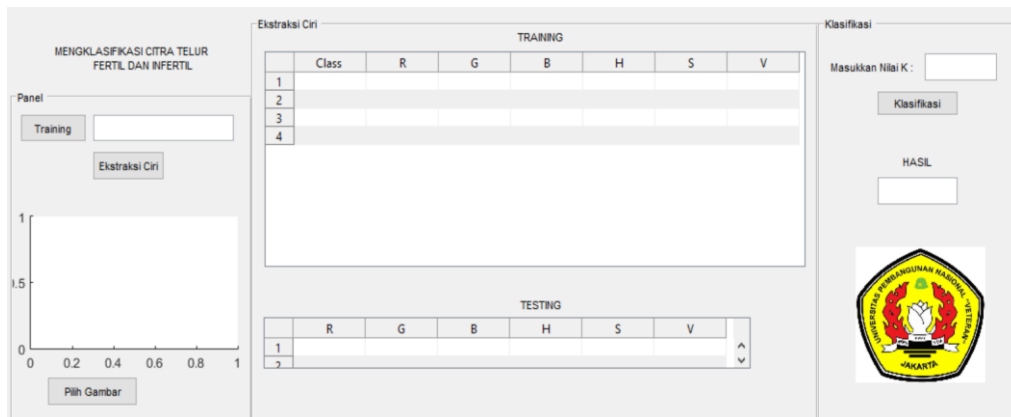 MENGKLASIFIKASI CITRA TELUR
FERTIL DAN INFERTIL
Panel
Training
Ekstraksi Ciri
1
0
0 0.2 0.4 0.6 0.8 1
Pilih Gambar
Ekstraksi Ciri
TRAINING
Class R G B H S V
1
2
3
4
TESTING
R G B H S V
1
2
Klasifikasi
Masukkan Nilai K :
Klasifikasi
HASIL
UNIVERSITAS PEMBANGUNAN NASIONAL "VETERAN"
JAKARTA